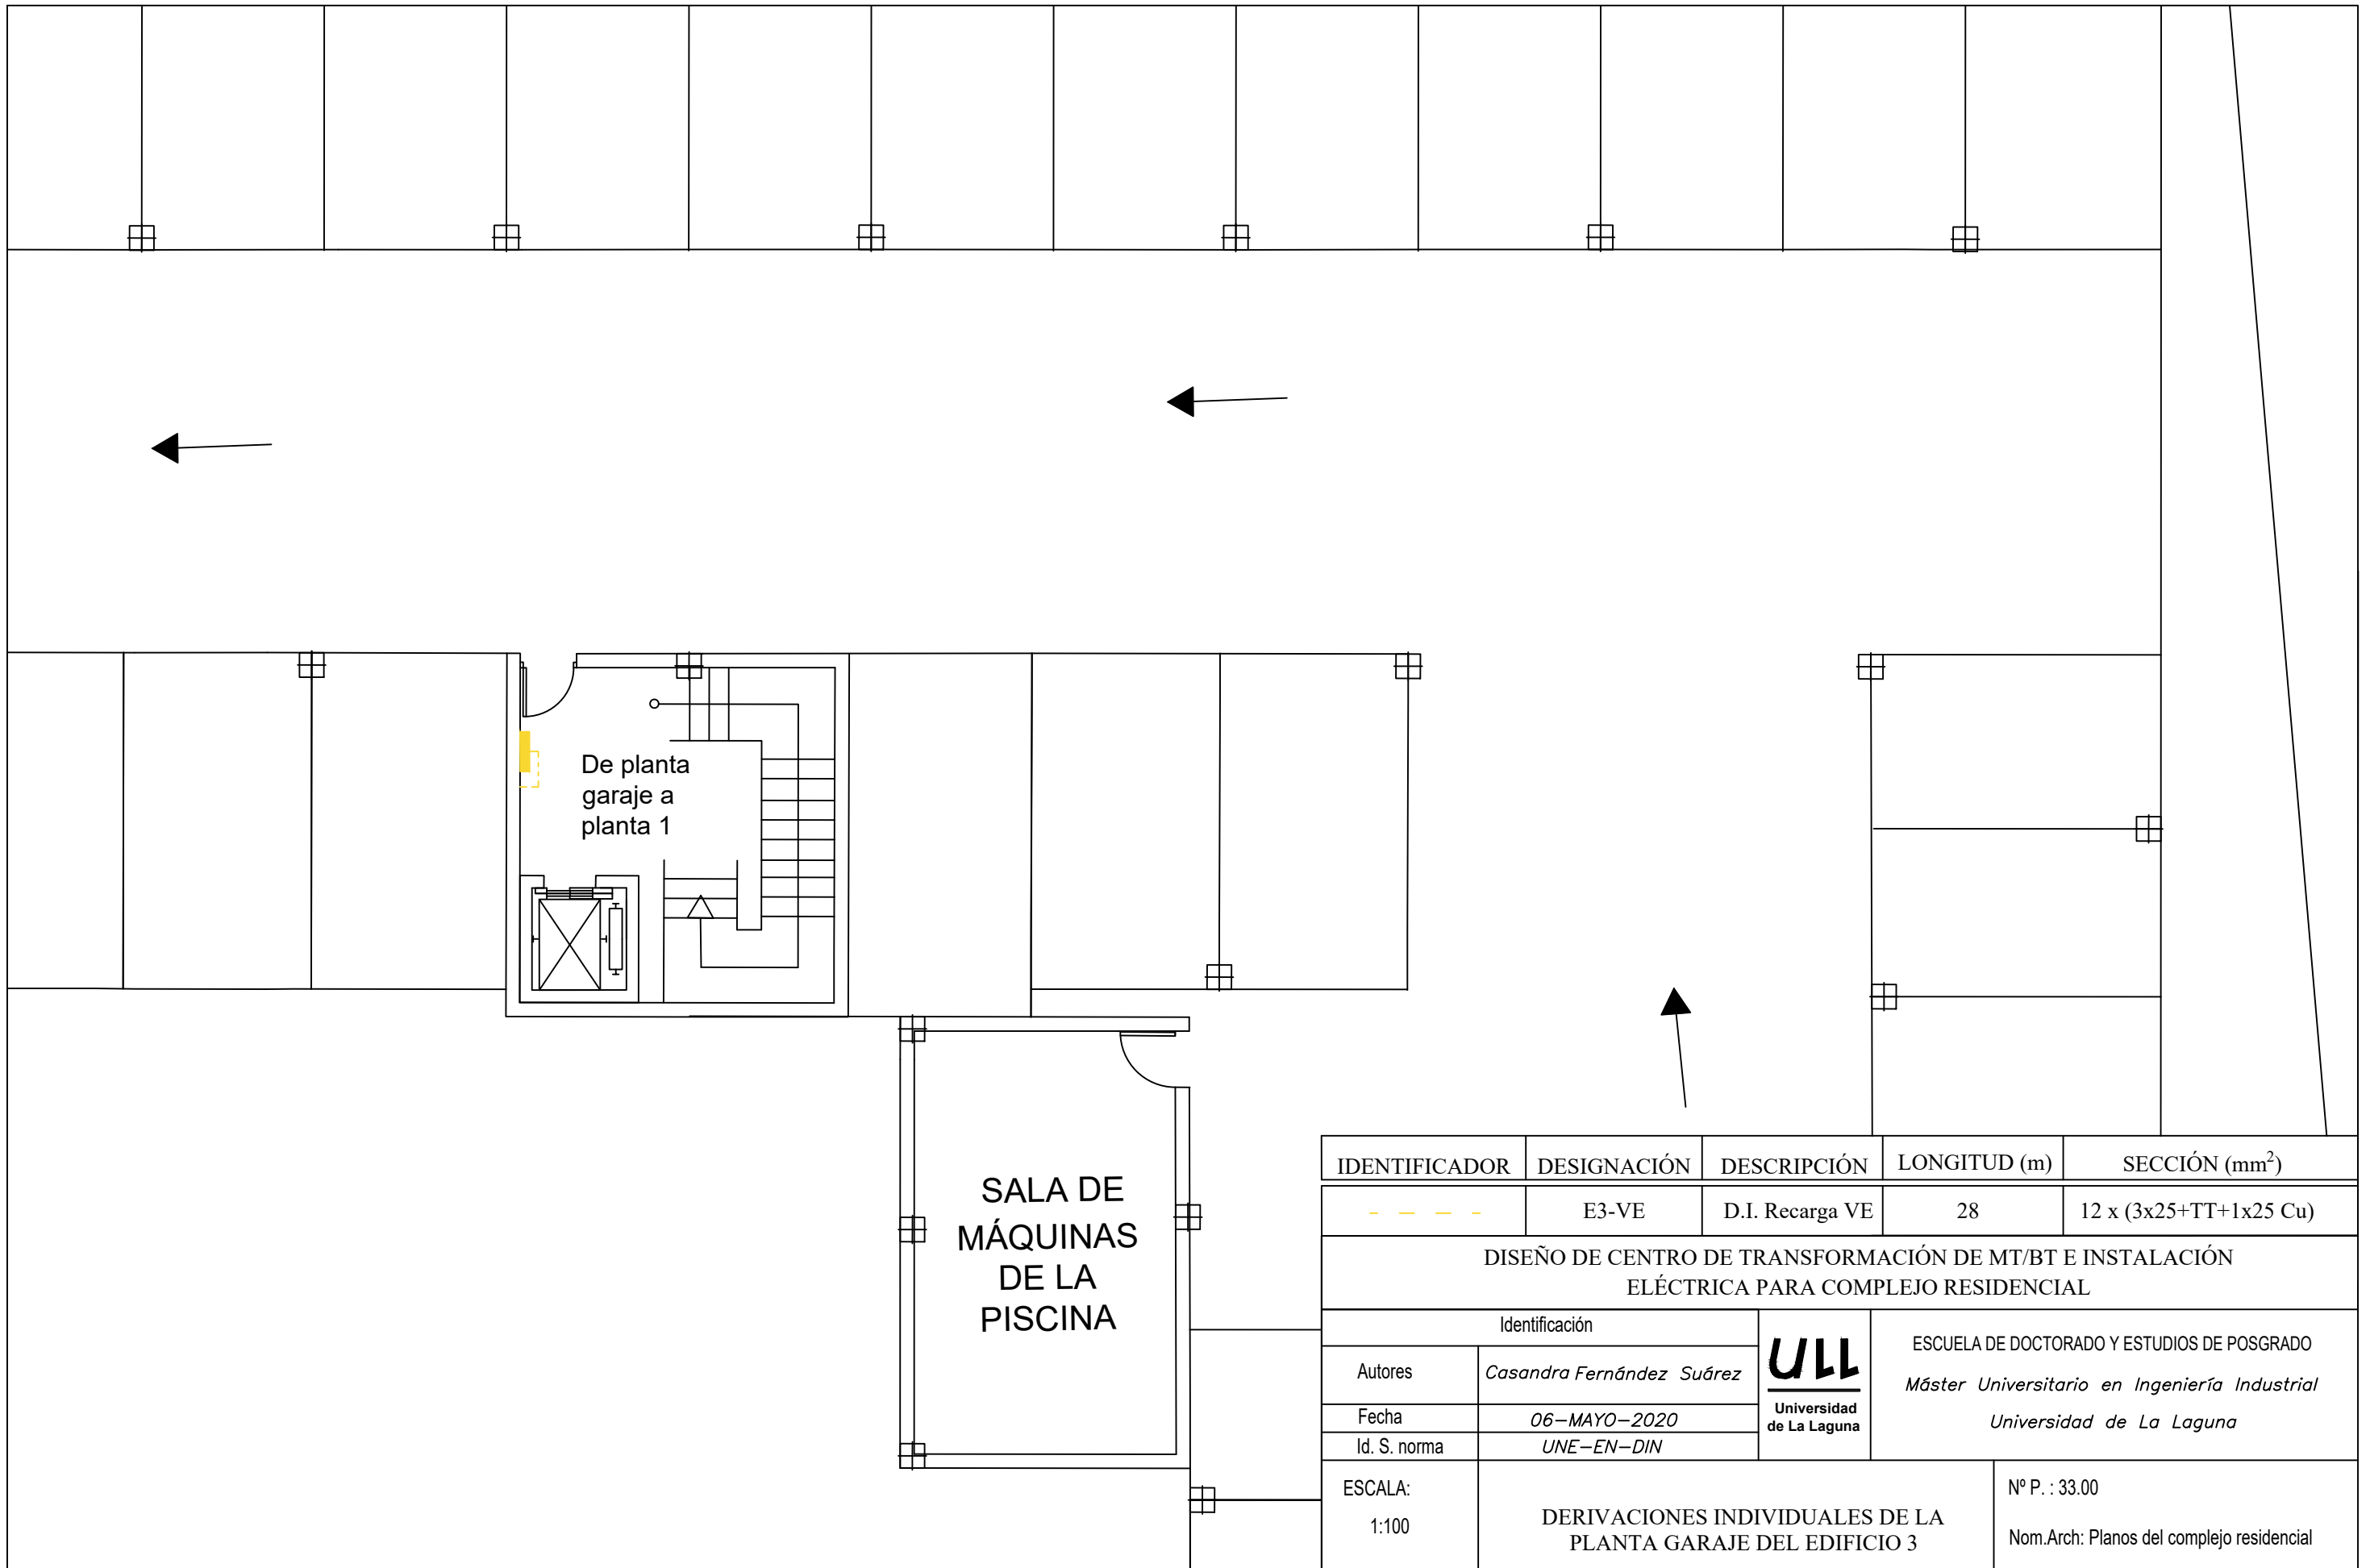 De planta
garaje a
planta 1
SALA DE
MÁQUINAS
DE LA
PISCINA
IDENTIFICADOR DESIGNACIÓN DESCRIPCIÓN LONGITUD (m) SECCIÓN (mm²)
E3-VE D.I. Recarga VE 28 12 x (3x25+TT+1x25 Cu)
DISEÑO DE CENTRO DE TRANSFORMACIÓN DE MT/BT E INSTALACIÓN
ELÉCTRICA PARA COMPLEJO RESIDENCIAL
Identificación
Autores Casandra Fernández Suárez
Fecha 06-MAYO-2020
Id. S. norma UNE-EN-DIN
ULL
Universidad
de La Laguna
ESCUELA DE DOCTORADO Y ESTUDIOS DE POSGRADO
Máster Universitario en Ingeniería Industrial
Universidad de La Laguna
ESCALA:
1:100
DERIVACIONES INDIVIDUALES DE LA
PLANTA GARAJE DEL EDIFICIO 3
Nº P. : 33.00
Nom.Arch: Planos del complejo residencial